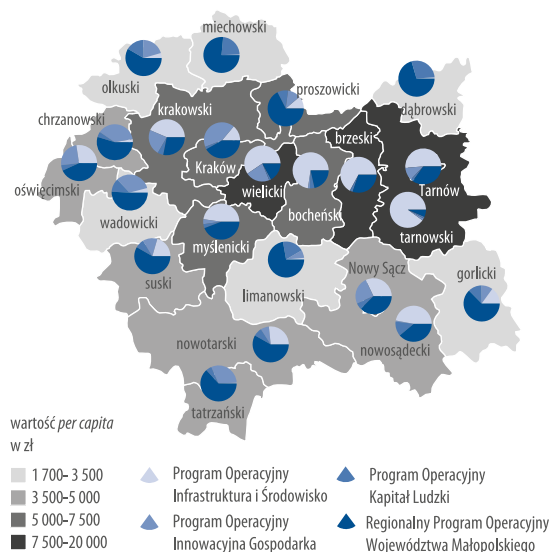 miechowski
olkuski
proszowicki
dąbrowski
krakowski
chrzanowski
brzeski
Kraków
oświęcimski
wielicki
Tarnów
wadowicki
bocheński
tarnowski
myślenicki
suski
Nowy Sącz
gorlicki
limanowski
nowotarski
nowosądecki
tatrzański
wartość per capita
w zł
1 700– 3 500
3 500–5 000
5 000–7 500
7 500–20 000
Program Operacyjny
Infrastruktura i Środowisko
Program Operacyjny
Innowacyjna Gospodarka
Program Operacyjny
Kapitał Ludzki
Regionalny Program Operacyjny
Województwa Małopolskiego